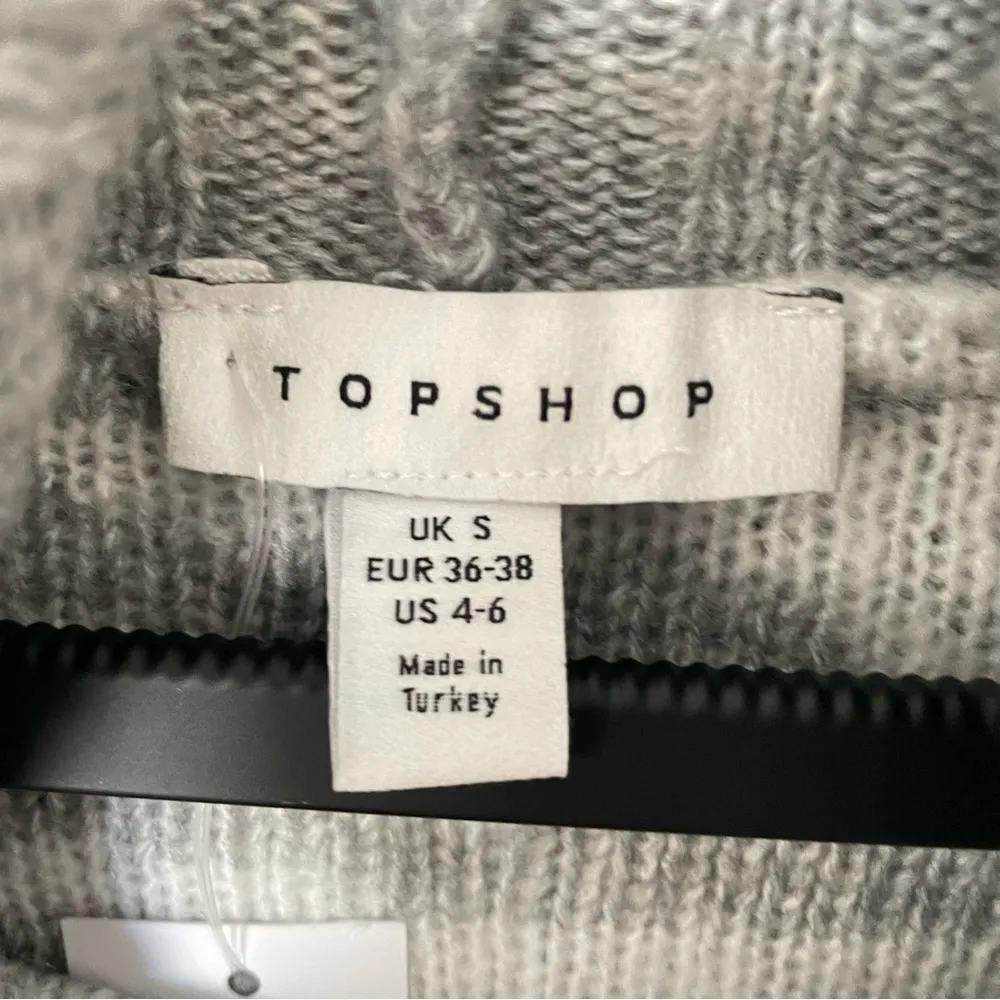 TOPSHOP
UK S
EUR 36-38
US 4-6
Made in
Turkey